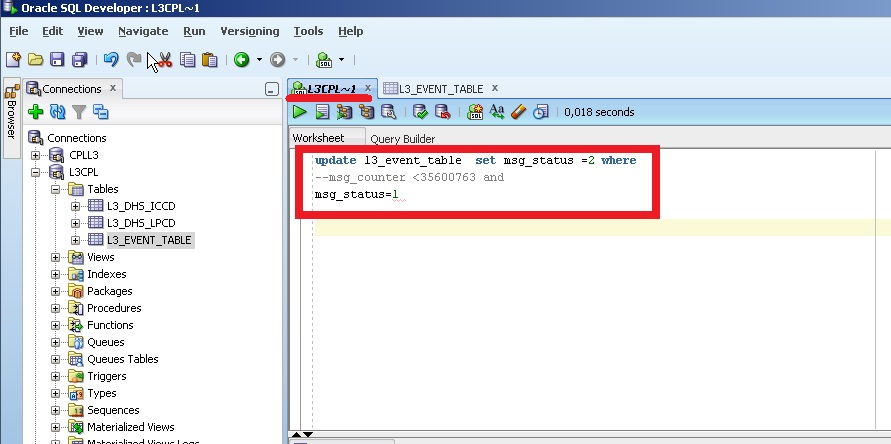 Oracle SQL Developer : L3CPL~1
File Edit View Navigate Run Versioning Tools Help
SQL
Connections x
L3CPL~1 x L3_EVENT_TABLE x
Browser
0,018 seconds
Worksheet Query Builder
Connections
CPLL3
L3CPL
Tables
L3_DHS_ICCD
L3_DHS_LPCD
L3_EVENT_TABLE
Views
Indexes
Packages
Procedures
Functions
Queues
Queues Tables
Triggers
Types
Sequences
Materialized Views
Materialized Views Logs
update l3_event_table  set msg_status =2 where
--msg_counter <35600763 and
msg_status=1